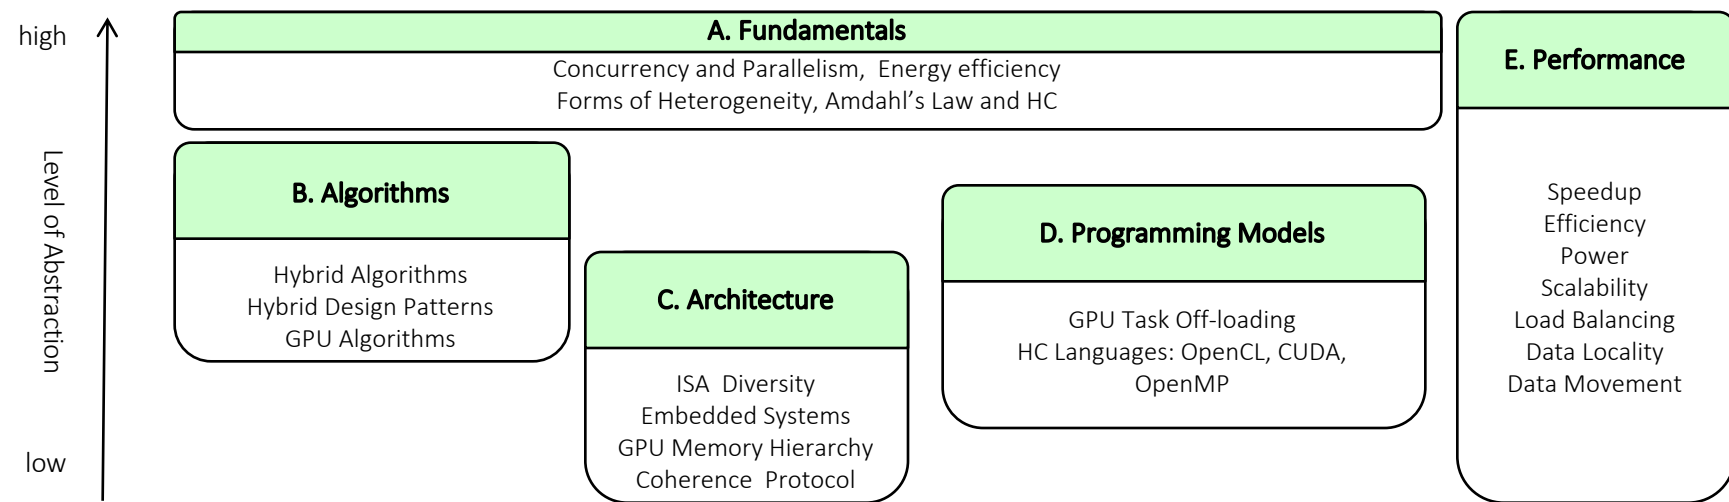 high
Level of Abstraction
low
A. Fundamentals
Concurrency and Parallelism, Energy efficiency
Forms of Heterogeneity, Amdahl’s Law and HC
B. Algorithms
Hybrid Algorithms
Hybrid Design Patterns
GPU Algorithms
C. Architecture
ISA Diversity
Embedded Systems
GPU Memory Hierarchy
Coherence Protocol
D. Programming Models
GPU Task Off-loading
HC Languages: OpenCL, CUDA,
OpenMP
E. Performance
Speedup
Efficiency
Power
Scalability
Load Balancing
Data Locality
Data Movement